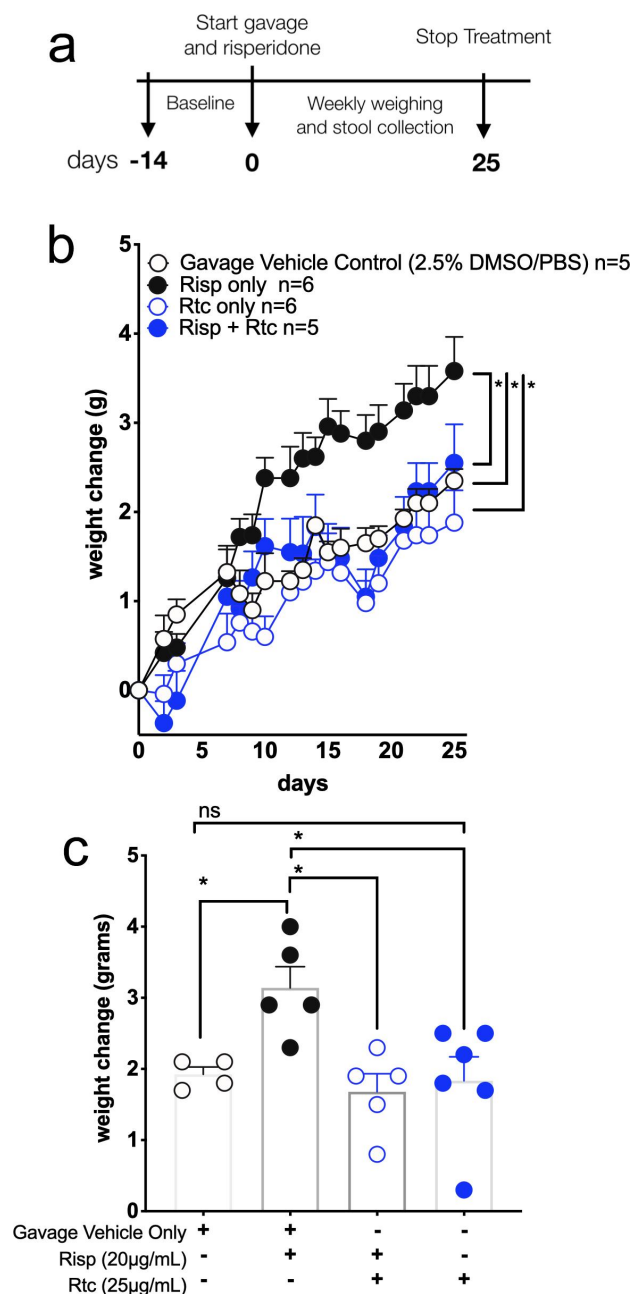 a
Start gavage
and risperidone
Stop Treatment
Baseline
Weekly weighing
and stool collection
days -14 0 25
b
5
4
3
2
1
0
weight change (g)
Gavage Vehicle Control (2.5% DMSO/PBS) n=5
Risp only n=6
Rtc only n=6
Risp + Rtc n=5
* * *
0 5 10 15 20 25
days
c
ns
*
*
*
5
4
3
2
1
0
weight change (grams)
Gavage Vehicle Only + + - -
Risp (20µg/mL) - + + -
Rtc (25µg/mL) - - + +